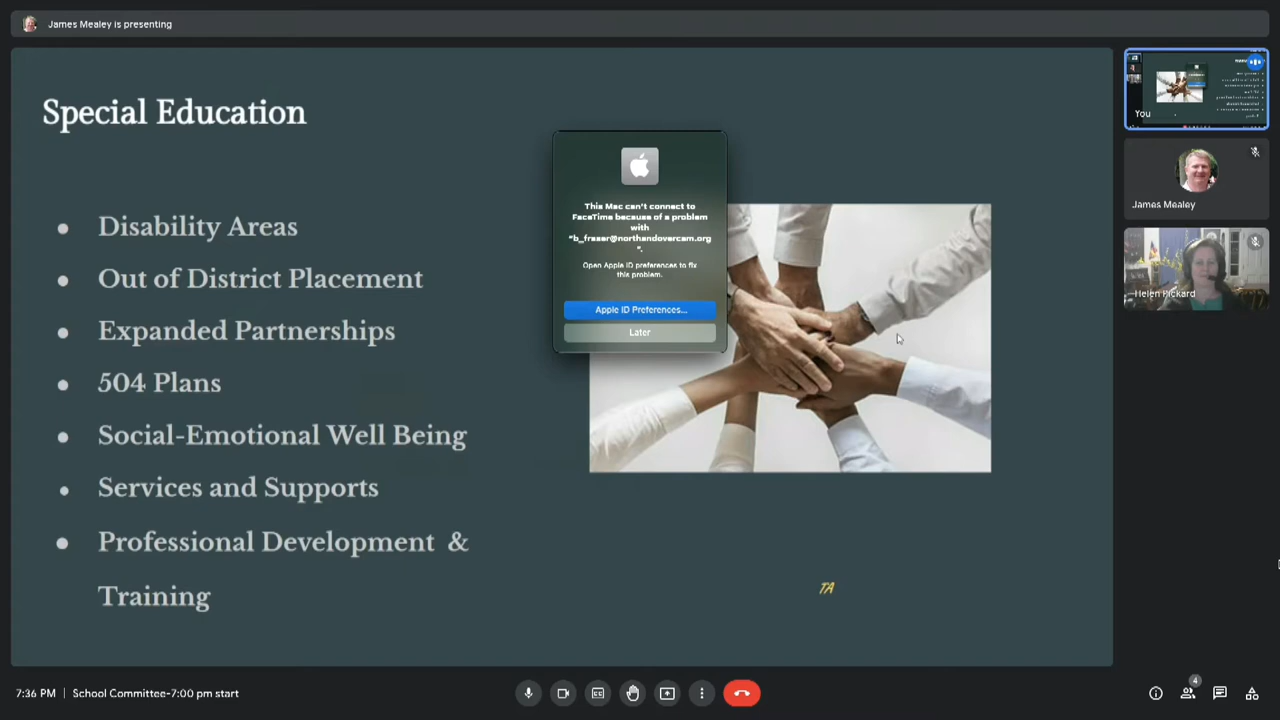 James Mealey is presenting
Special Education
Disability Areas
Out of District Placement
Expanded Partnerships
504 Plans
Social-Emotional Well Being
Services and Supports
Professional Development &
Training
This Mac can't connect to
FaceTime because of a problem
with
"b_fraser@northandovercam.org
".
Open Apple ID preferences to fix
this problem.
Apple ID Preferences...
Later
TA
You
James Mealey
Helen Pickard
7:36 PM | School Committee-7:00 pm start
CC
4